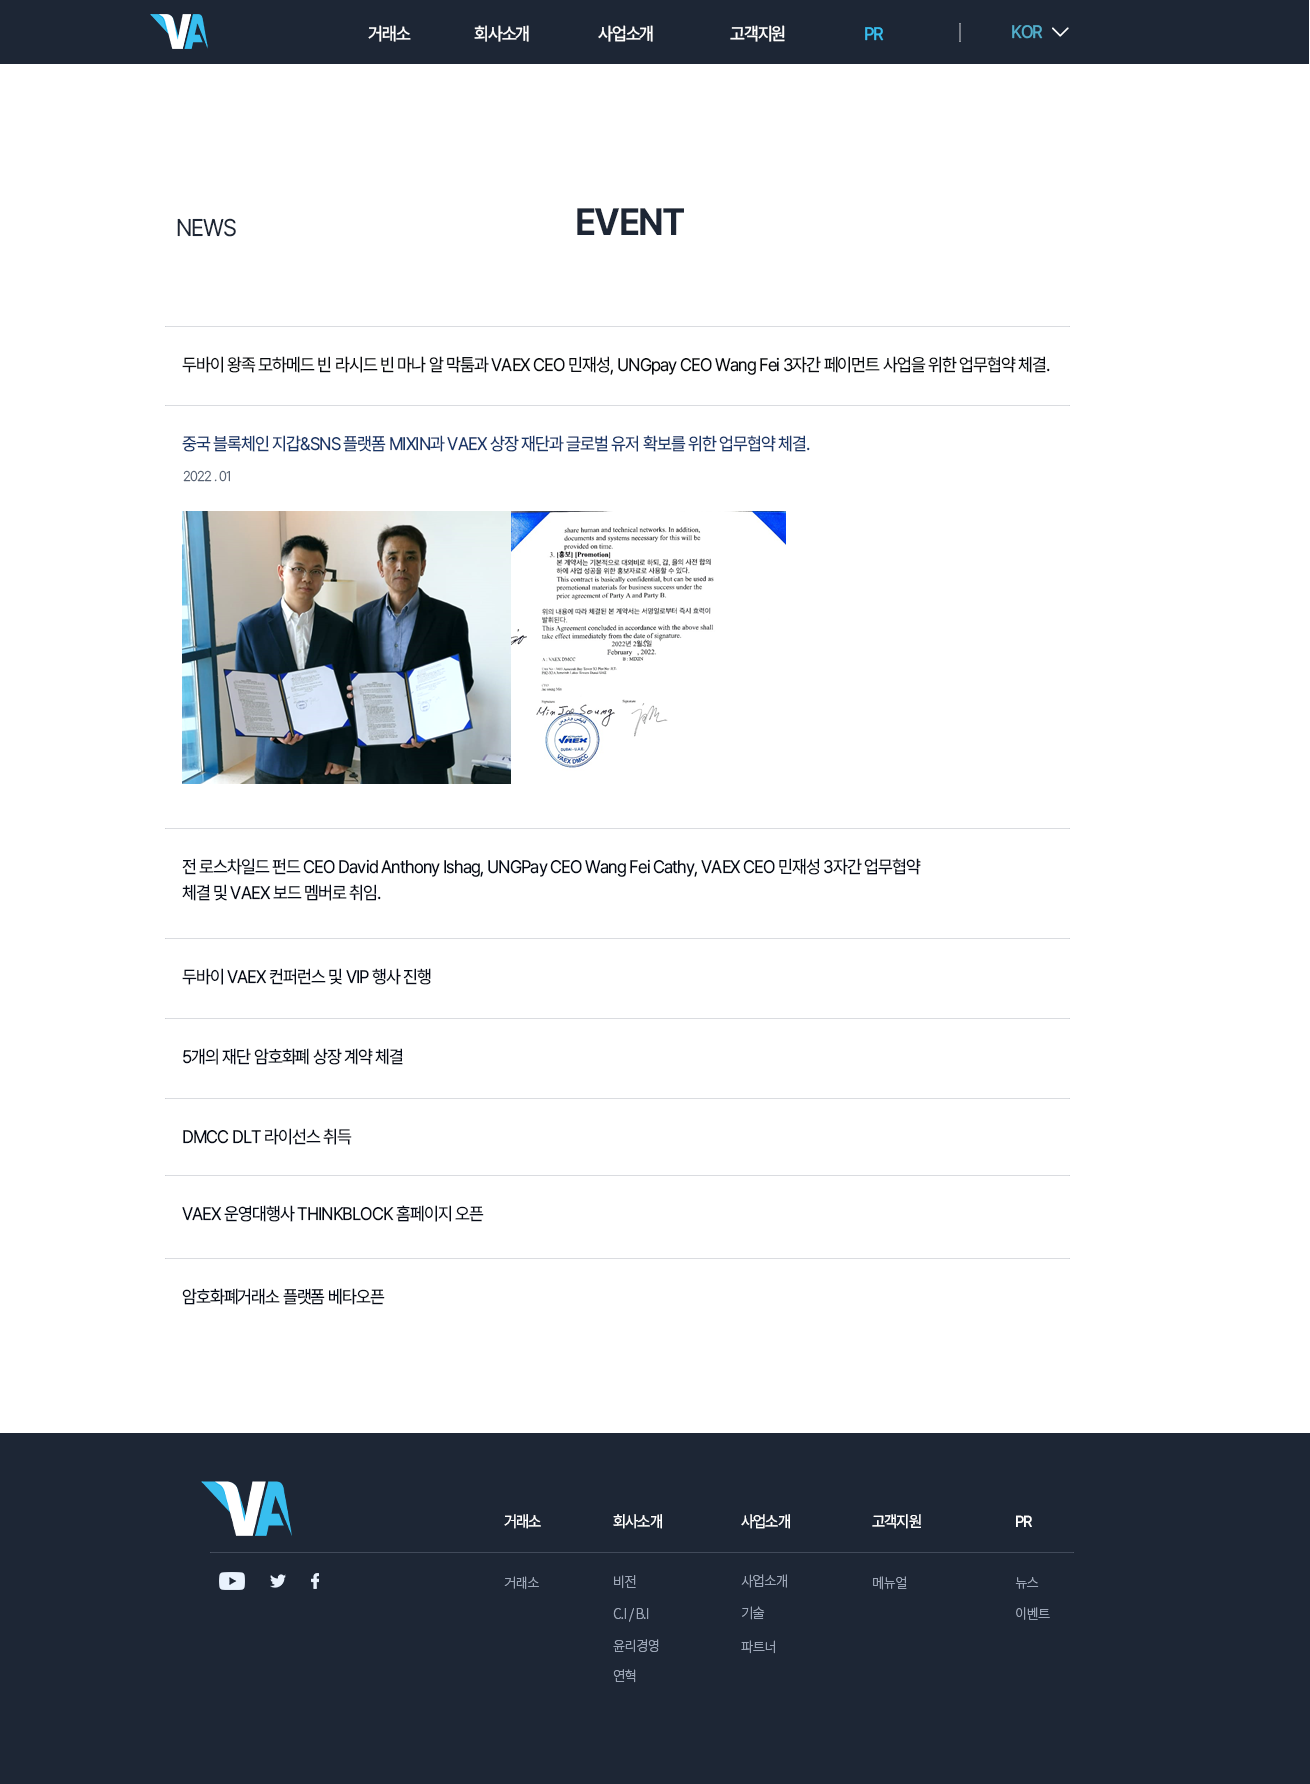 VA
거래소
회사소개
사업소개
고객지원
PR
KOR
NEWS
EVENT
두바이 왕족 모하메드 빈 라시드 빈 마나 알 막툼과 VAEX CEO 민재성, UNGpay CEO Wang Fei 3자간 페이먼트 사업을 위한 업무협약 체결.
중국 블록체인 지갑&SNS 플랫폼 MIXIN과 VAEX 상장 재단과 글로벌 유저 확보를 위한 업무협약 체결.
2022 . 01
share human and technical networks. In addition,
documents and systems necessary for this will be
provided on time.
3. [홍보] [Promotion]
본 계약서는 기본적으로 대외비로 하되, 갑, 을의 사전 합의
하에 사업 성공을 위한 홍보자료로 사용할 수 있다.
This contract is basically confidential, but can be used as
promotional materials for business success under the
prior agreement of Party A and Party B.
위의 내용에 따라 체결된 본 계약서는 서명일로부터 즉시 효력이
발휘된다.
This Agreement concluded in accordance with the above shall
take effect immediately from the date of signature.
2022년 2월 일
February , 2022.
A : VAEX DMCC
B : MIXIN
Min Jae Seung
VAEX
DUBAI - U.A.E
VAEX DMCC
전 로스차일드 펀드 CEO David Anthony Ishag, UNGPay CEO Wang Fei Cathy, VAEX CEO 민재성 3자간 업무협약
체결 및 VAEX 보드 멤버로 취임.
두바이 VAEX 컨퍼런스 및 VIP 행사 진행
5개의 재단 암호화폐 상장 계약 체결
DMCC DLT 라이선스 취득
VAEX 운영대행사 THINKBLOCK 홈페이지 오픈
암호화폐거래소 플랫폼 베타오픈
VA
거래소
회사소개
사업소개
고객지원
PR
거래소
비전
사업소개
메뉴얼
뉴스
C.I / B.I
기술
이벤트
윤리경영
파트너
연혁